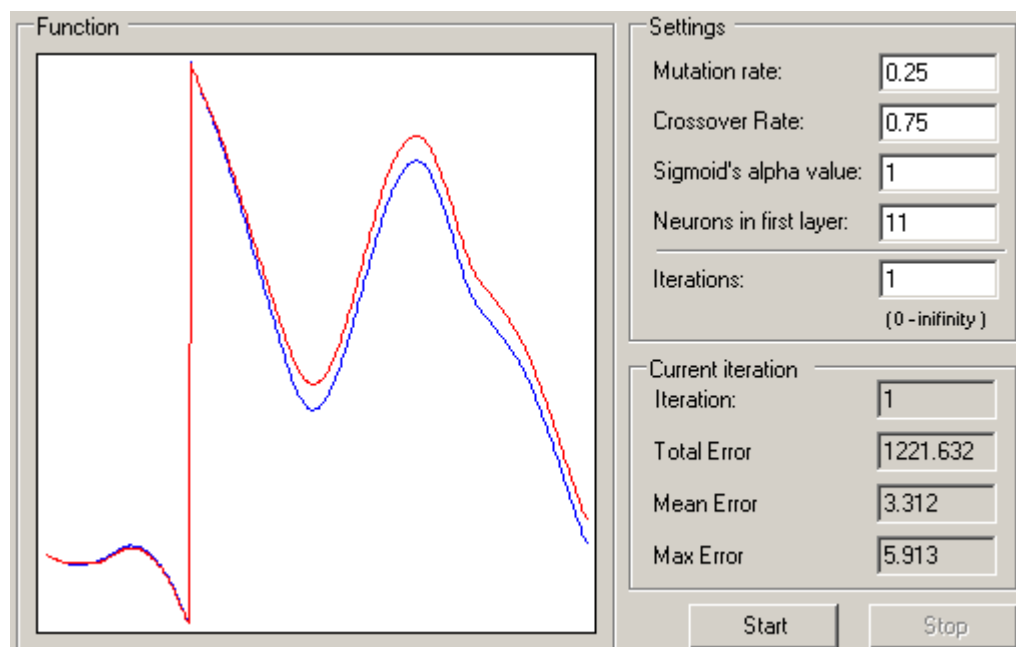 Function
Settings
Mutation rate: 0.25
Crossover Rate: 0.75
Sigmoid's alpha value: 1
Neurons in first layer: 11
Iterations: 1
( 0 - inifinity )
Current iteration
Iteration: 1
Total Error 1221.632
Mean Error 3.312
Max Error 5.913
Start Stop